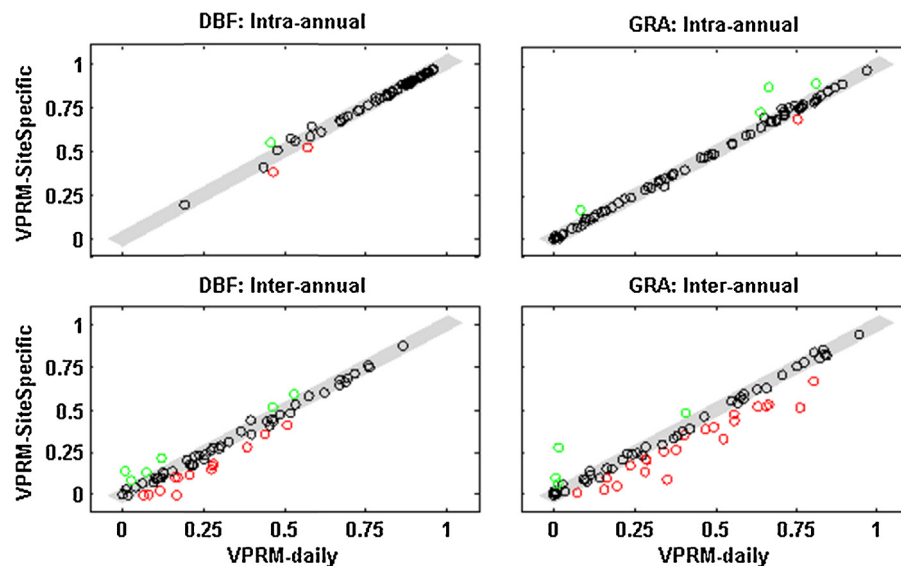 DBF: Intra-annual
GRA: Intra-annual
VPRM-SiteSpecific
1
0.75
0.5
0.25
0
DBF: Inter-annual
GRA: Inter-annual
VPRM-SiteSpecific
1
0.75
0.5
0.25
0
0 0.25 0.5 0.75 1
0 0.25 0.5 0.75 1
VPRM-daily
VPRM-daily